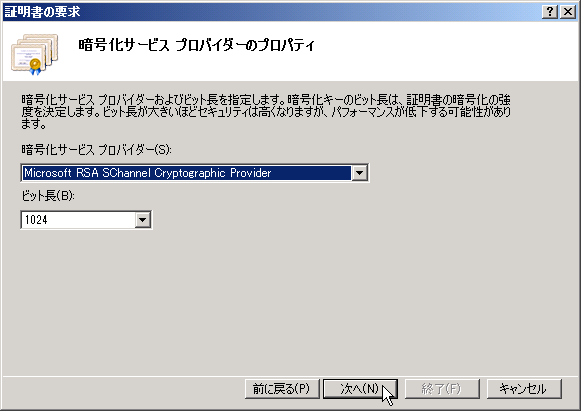 証明書の要求
暗号化サービス プロバイダーのプロパティ
暗号化サービス プロバイダーおよびビット長を指定します。暗号化キーのビット長は、証明書の暗号化の強
度を決定します。ビット長が大きいほどセキュリティは高くなりますが、パフォーマンスが低下する可能性があり
ます。
暗号化サービス プロバイダー(S):
Microsoft RSA SChannel Cryptographic Provider
ビット長(B):
1024
前に戻る(P) 次へ(N) 終了(F) キャンセル